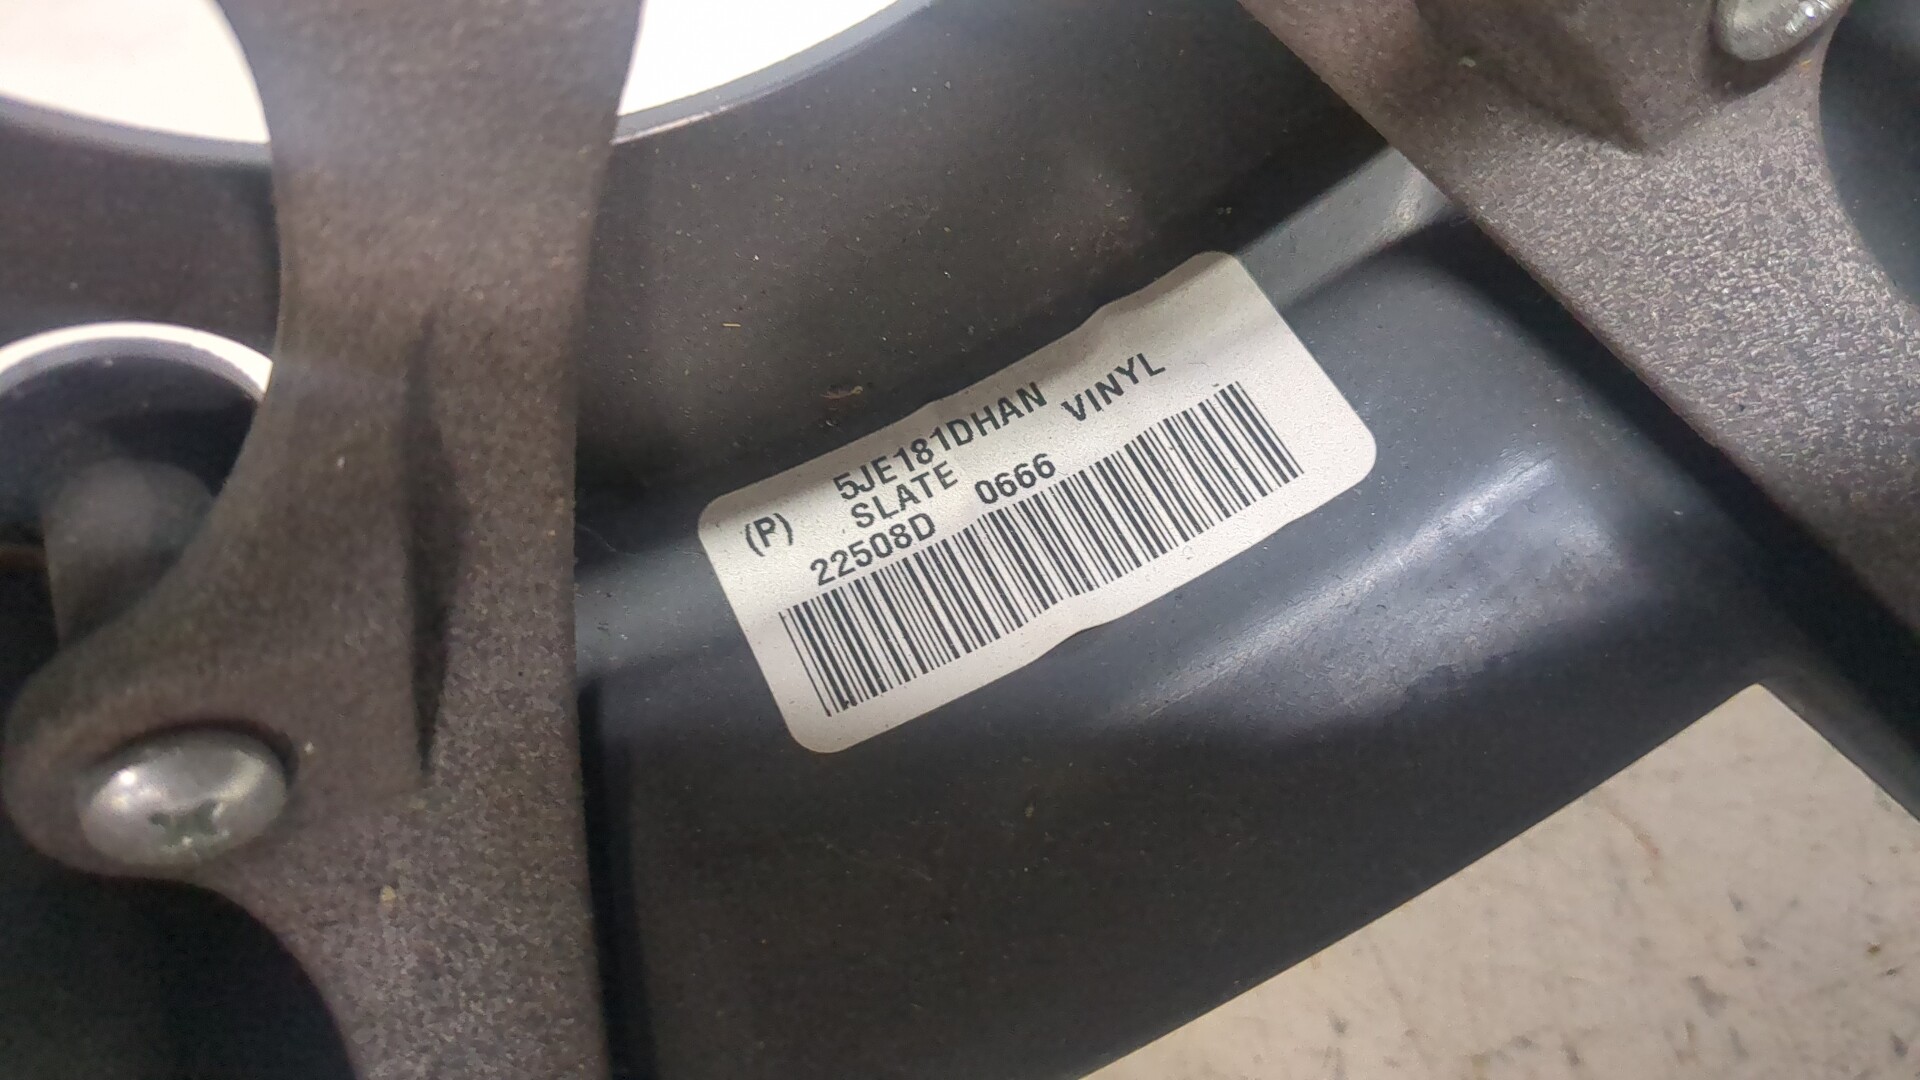 5JE181DHAN
(P) SLATE VINYL
22508D 0666